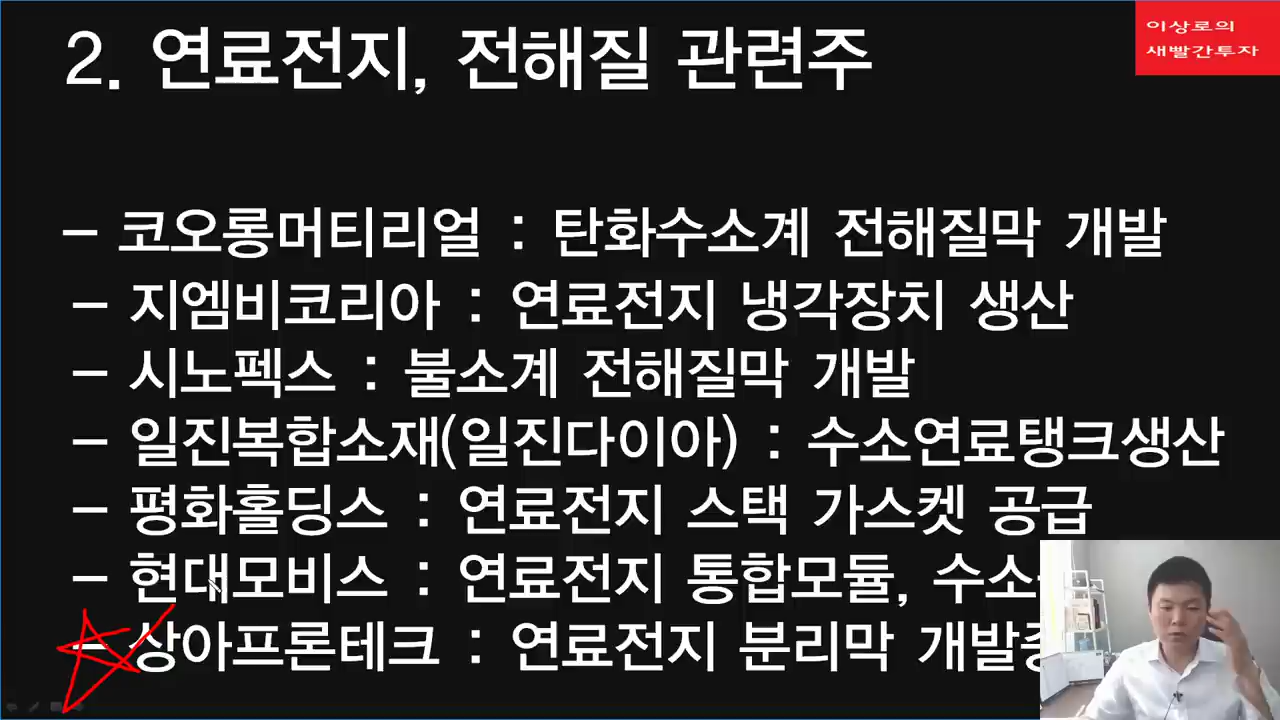 이상로의
새빨간투자
2. 연료전지, 전해질 관련주
- 코오롱머티리얼 : 탄화수소계 전해질막 개발
- 지엠비코리아 : 연료전지 냉각장치 생산
- 시노펙스 : 불소계 전해질막 개발
- 일진복합소재(일진다이아) : 수소연료탱크생산
- 평화홀딩스 : 연료전지 스택 가스켓 공급
- 현대모비스 : 연료전지 통합모듈, 수소
- 상아프론테크 : 연료전지 분리막 개발중